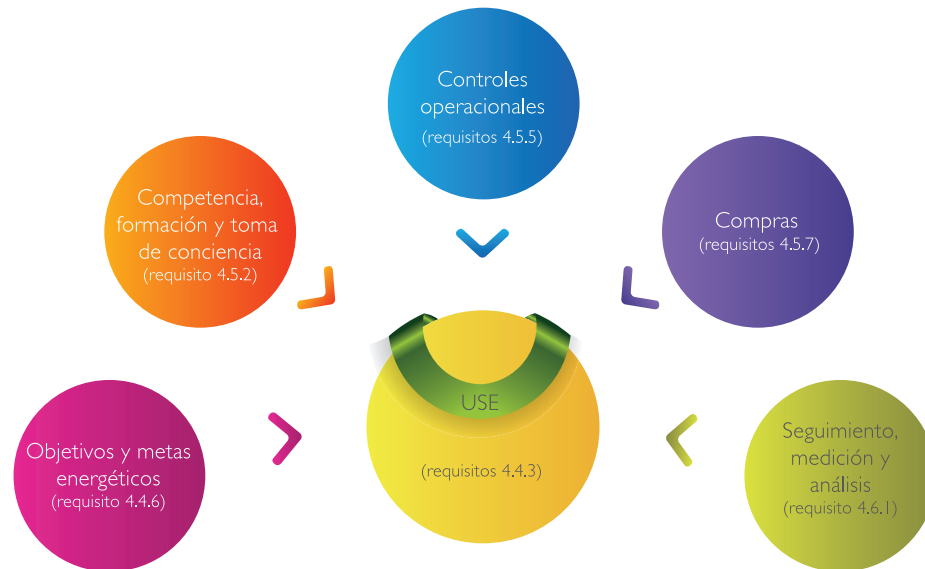 Controles
operacionales
(requisitos 4.5.5)
Competencia,
formación y toma
de conciencia
(requisito 4.5.2)
Compras
(requisitos 4.5.7)
USE
(requisitos 4.4.3)
Objetivos y metas
energéticos
(requisito 4.4.6)
Seguimiento,
medición y
análisis
(requisito 4.6.1)